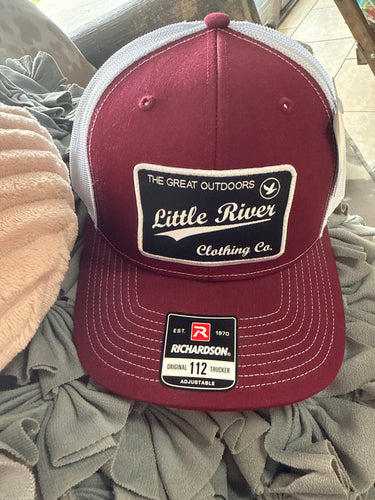 THE GREAT OUTDOORS
Little River
Clothing Co.
EST. R 1970
RICHARDSON®
ORIGINAL 112 TRUCKER
ADJUSTABLE